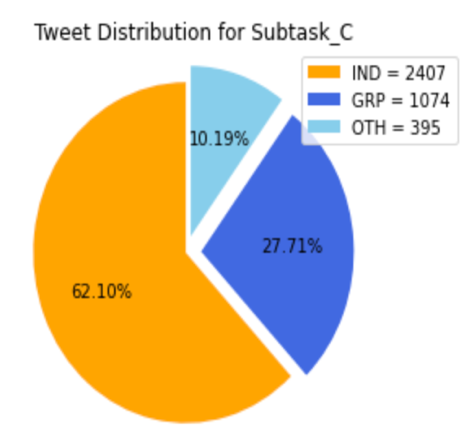 Tweet Distribution for Subtask_C
IND = 2407
GRP = 1074
OTH = 395
10.19%
27.71%
62.10%